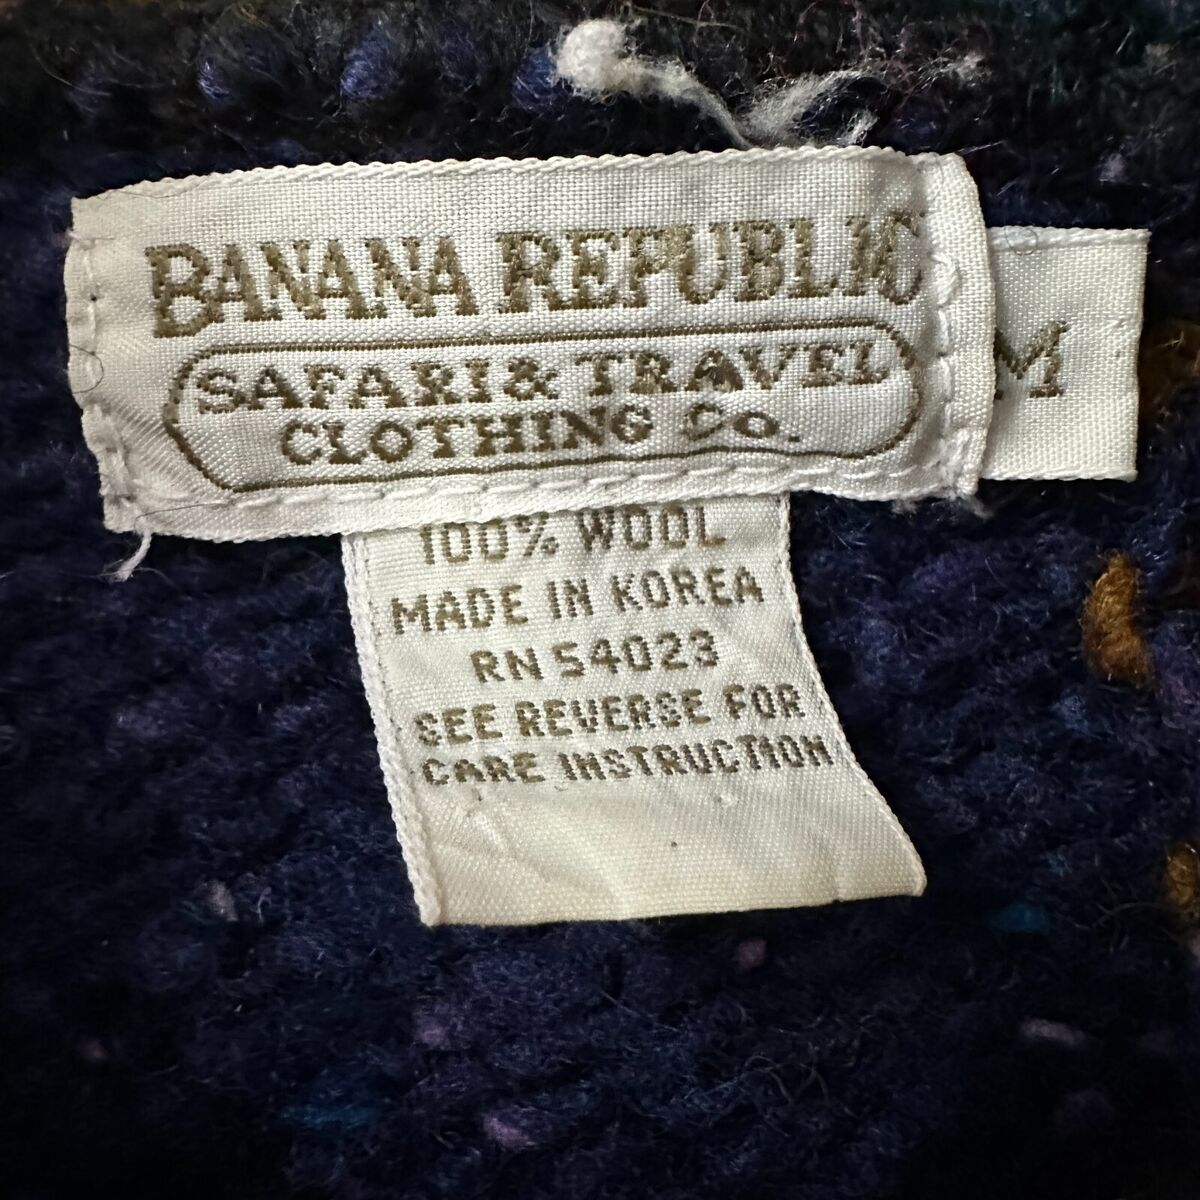 BANANA REPUBLIC
SAFARI & TRAVEL
CLOTHING CO.
M
100% WOOL
MADE IN KOREA
RN 54023
SEE REVERSE FOR
CARE INSTRUCTION